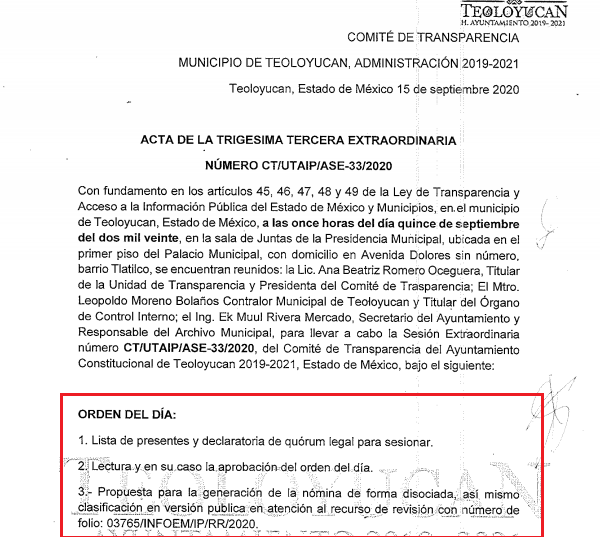 TEOLOYUCAN
H. AYUNTAMIENTO 2019-2021
COMITÉ DE TRANSPARENCIA
MUNICIPIO DE TEOLOYUCAN, ADMINISTRACIÓN 2019-2021
Teoloyucan, Estado de México 15 de septiembre 2020
ACTA DE LA TRIGESIMA TERCERA EXTRAORDINARIA
NÚMERO CT/UTAIP/ASE-33/2020
Con fundamento en los artículos 45, 46, 47, 48 y 49 de la Ley de Transparencia y
Acceso a la Información Pública del Estado de México y Municipios, en el municipio
de Teoloyucan, Estado de México, a las once horas del día quince de septiembre
del dos mil veinte, en la sala de Juntas de la Presidencia Municipal, ubicada en el
primer piso del Palacio Municipal, con domicilio en Avenida Dolores sin número,
barrio Tlatilco, se encuentran reunidos: la Lic. Ana Beatriz Romero Oceguera, Titular
de la Unidad de Transparencia y Presidenta del Comité de Trasparencia; El Mtro.
Leopoldo Moreno Bolaños Contralor Municipal de Teoloyucan y Titular del Órgano
de Control Interno; el Ing. Ek Muul Rivera Mercado, Secretario del Ayuntamiento y
Responsable del Archivo Municipal, para llevar a cabo la Sesión Extraordinaria
número CT/UTAIP/ASE-33/2020, del Comité de Transparencia del Ayuntamiento
Constitucional de Teoloyucan 2019-2021, Estado de México, bajo el siguiente:
ORDEN DEL DÍA:
1. Lista de presentes y declaratoria de quórum legal para sesionar.
2. Lectura y en su caso la aprobación del orden del día.
TEOLOYUCAN
3.- Propuesta para la generación de la nómina de forma disociada, así mismo
clasificación en versión publica en atención al recurso de revisión con número de
folio: 03765/INFOEM/IP/RR/2020.